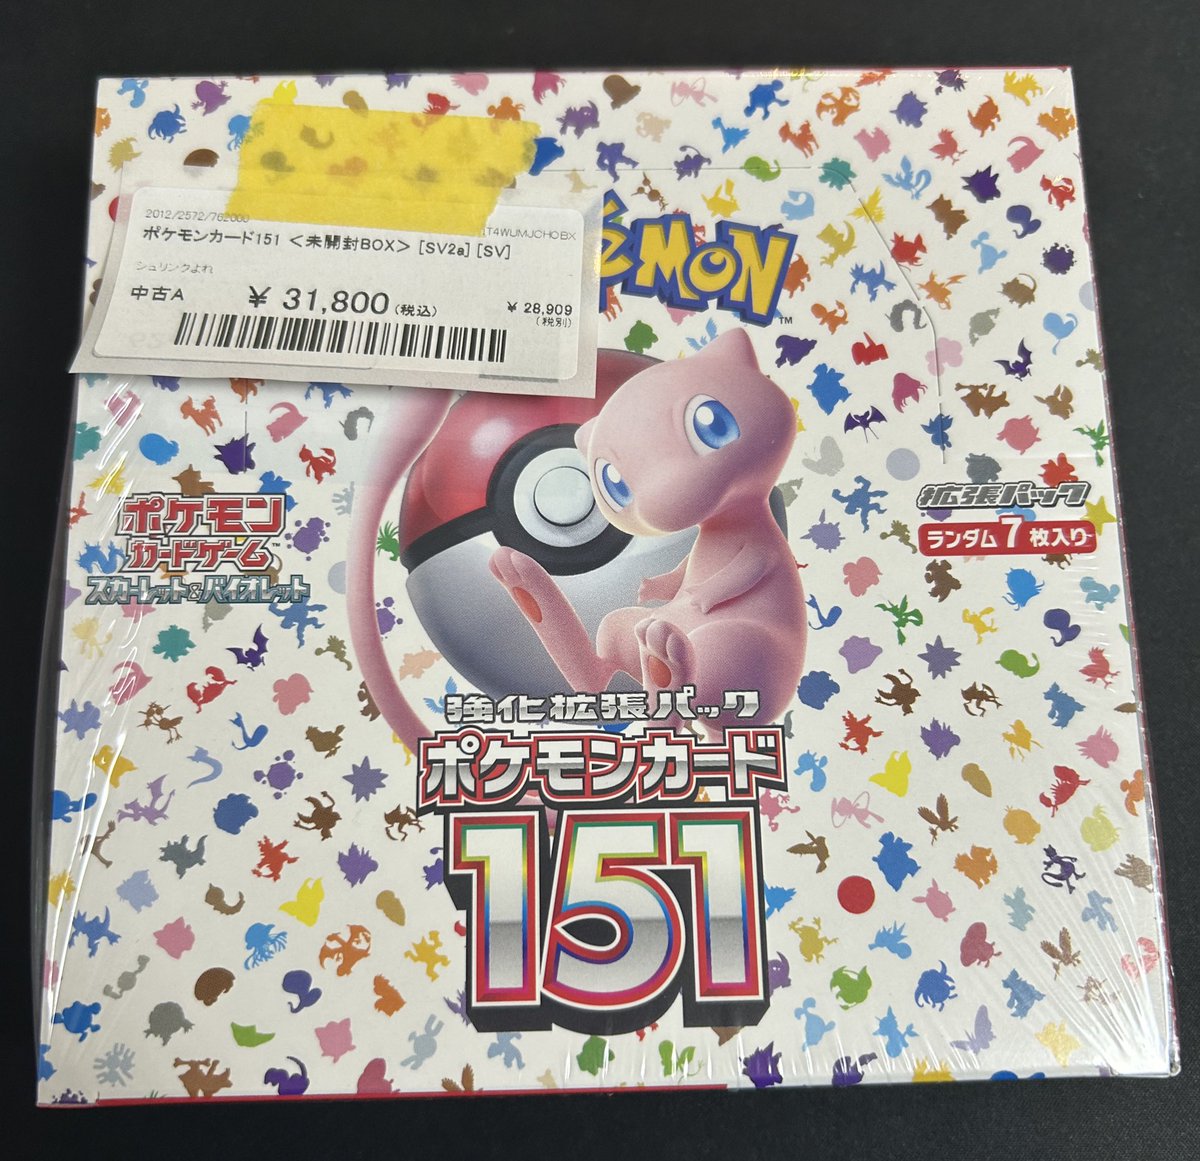 2012/2572/762000
IT4WUMJCHOBX
ポケモンカード151 ＜未開封BOX＞ [SV2a] [SV]
シュリンクよれ
中古A
￥ 31,800(税込)
￥ 28,909
(税別)
ポケモン
カードゲーム™
スカーレット&バイオレット
拡張パック
ランダム7枚入り
強化拡張パック
ポケモンカード
151